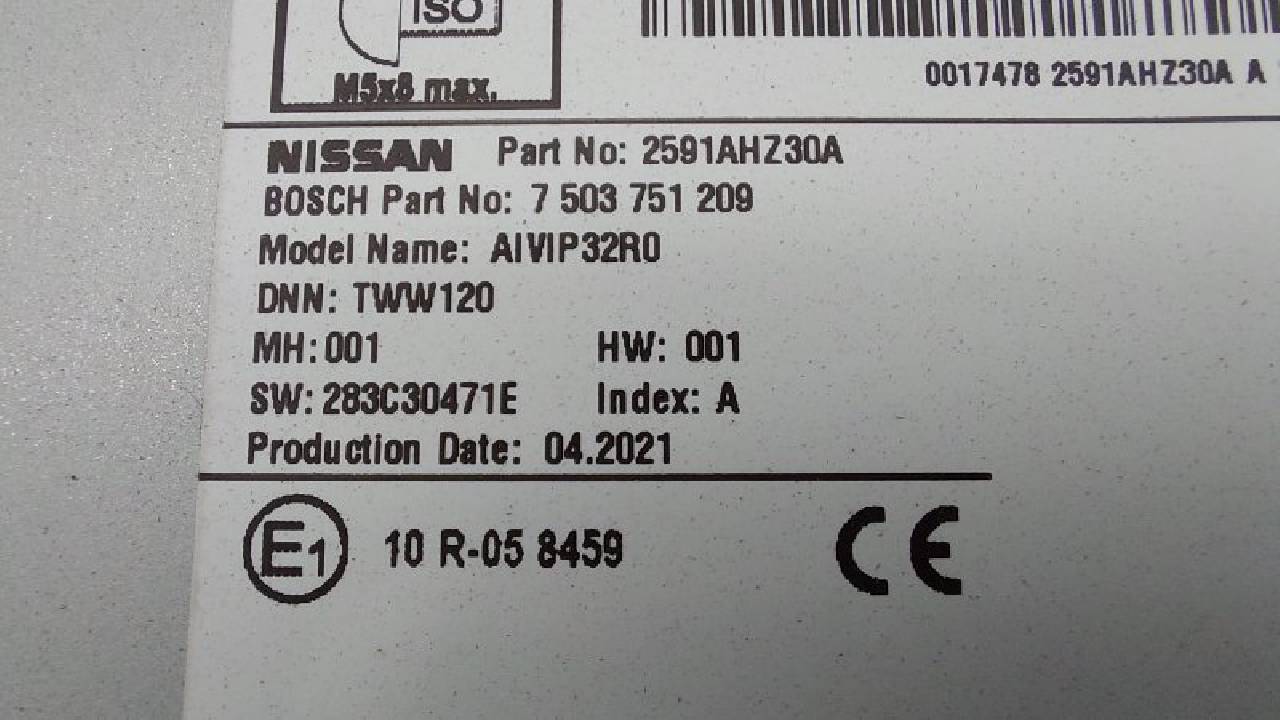 ISO
M5x8 max.
0017478 2591AHZ30A A
NISSAN Part No: 2591AHZ30A
BOSCH Part No: 7 503 751 209
Model Name: AIVIP32R0
DNN: TWW120
MH: 001 HW: 001
SW: 283C30471E Index: A
Production Date: 04.2021
E1 10 R-05 8459 CE